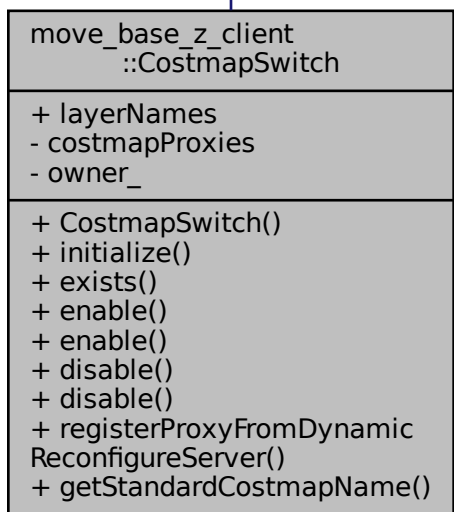 move_base_z_client
::CostmapSwitch
+ layerNames
- costmapProxies
- owner_
+ CostmapSwitch()
+ initialize()
+ exists()
+ enable()
+ enable()
+ disable()
+ disable()
+ registerProxyFromDynamic
ReconfigureServer()
+ getStandardCostmapName()